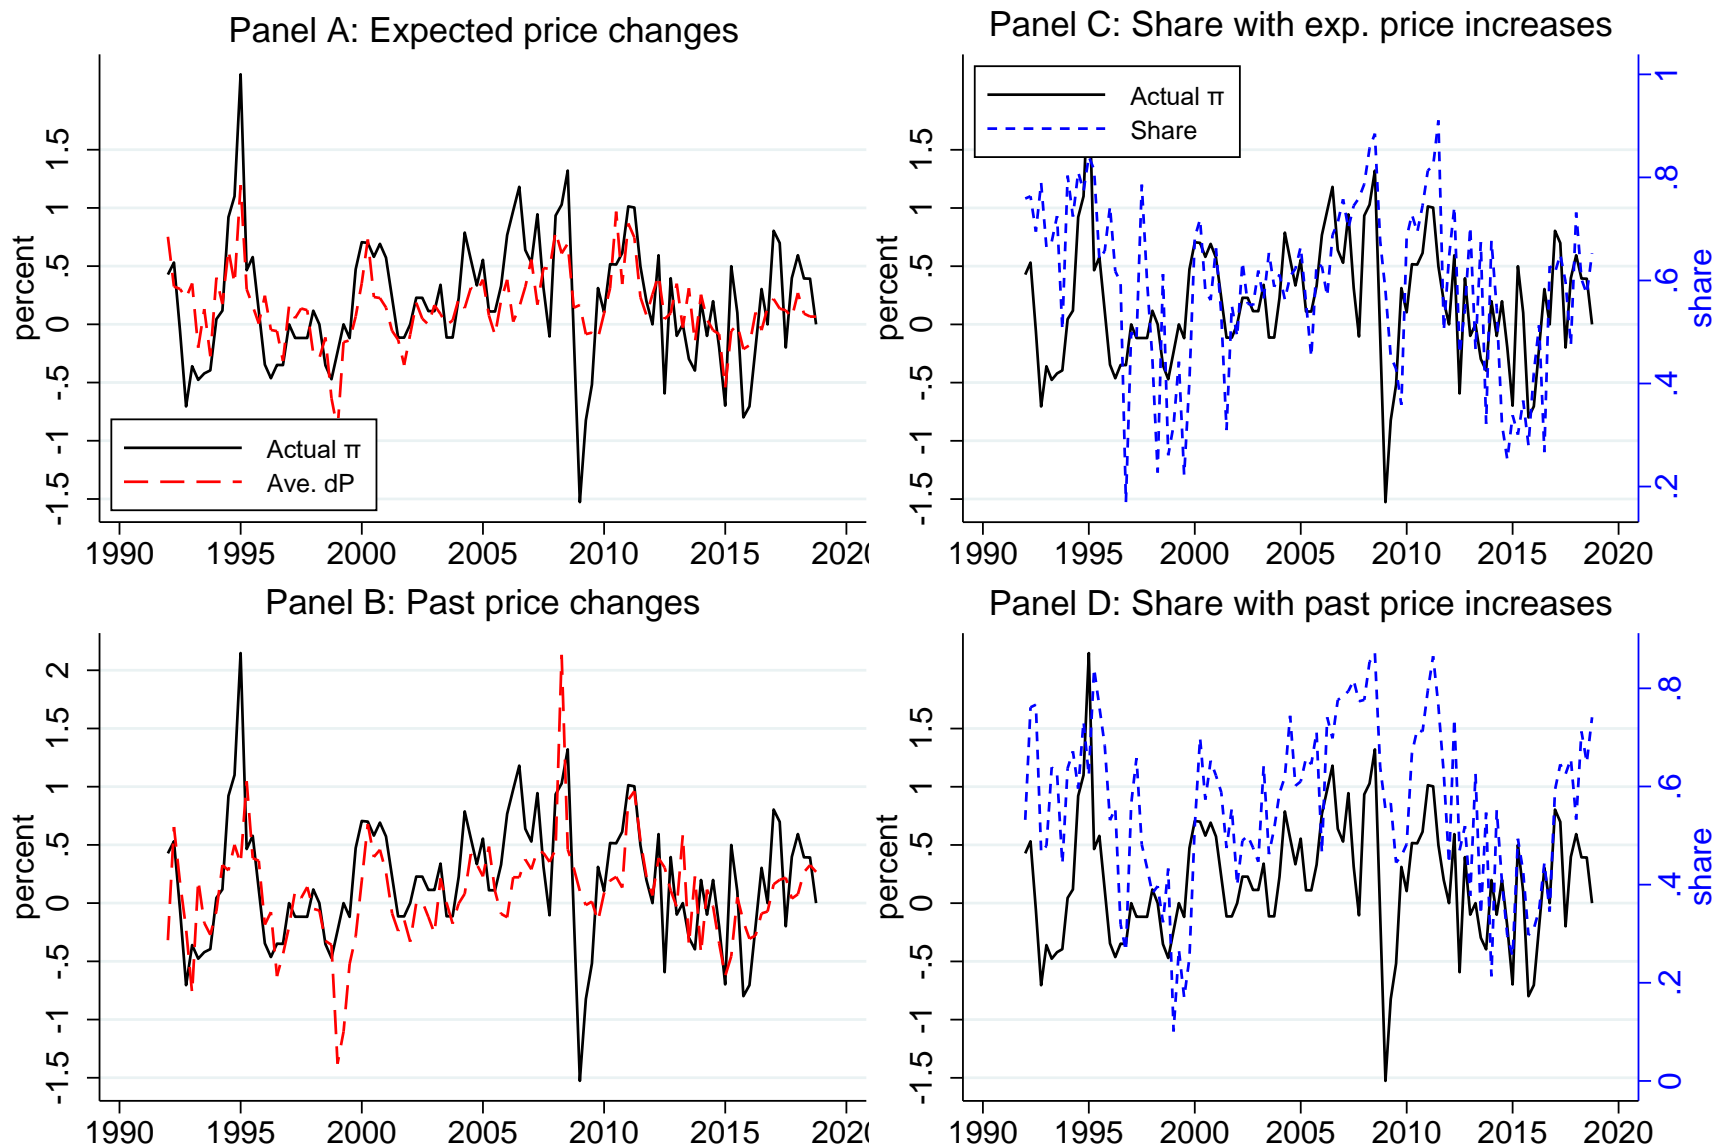 Panel A: Expected price changes
percent
1.5
1
.5
0
-.5
-1
-1.5
Actual π
Ave. dP
1990 1995 2000 2005 2010 2015 202
Panel C: Share with exp. price increases
percent
1.5
1
.5
0
-.5
-1
-1.5
Actual π
Share
1
.8
.6
.4
.2
share
1990 1995 2000 2005 2010 2015 2020
Panel B: Past price changes
percent
2
1.5
1
.5
0
-.5
-1
-1.5
1990 1995 2000 2005 2010 2015 202
Panel D: Share with past price increases
percent
1.5
1
.5
0
-.5
-1
-1.5
.8
.6
.4
.2
0
share
1990 1995 2000 2005 2010 2015 2020